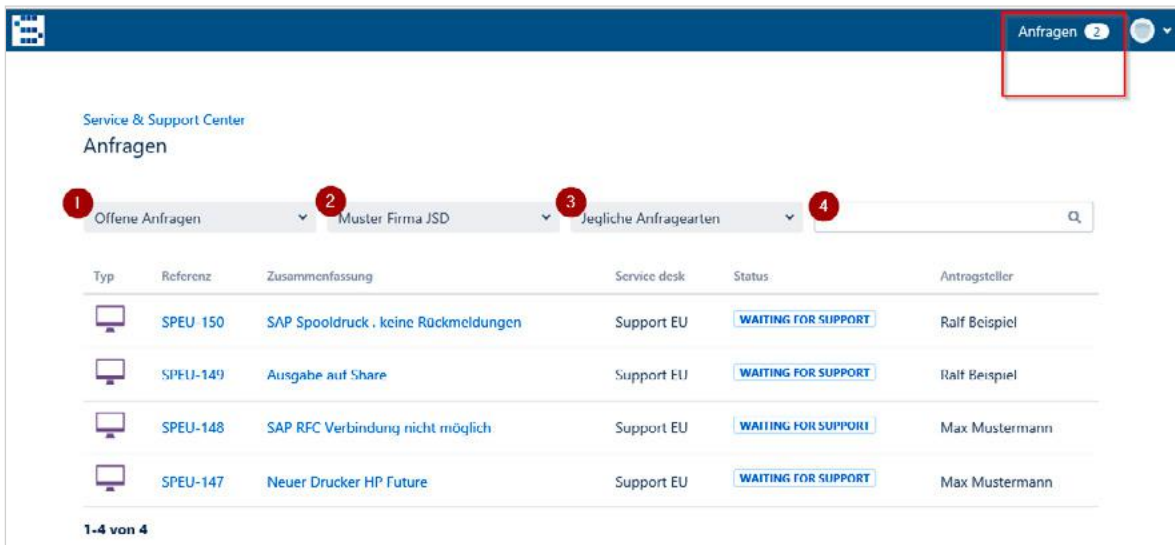 Anfragen 2
Service & Support Center
Anfragen
1 Offene Anfragen 2 Muster Firma JSD 3 Jegliche Anfragearten 4
Typ Referenz Zusammenfassung Service desk Status Antragsteller
SPEU-150 SAP Spooldruck . keine Rückmeldungen Support EU WAITING FOR SUPPORT Ralf Beispiel
SPEU-149 Ausgabe auf Share Support EU WAITING FOR SUPPORT Ralf Beispiel
SPEU-148 SAP RFC Verbindung nicht möglich Support EU WAITING FOR SUPPORT Max Mustermann
SPEU-147 Neuer Drucker HP Future Support EU WAITING FOR SUPPORT Max Mustermann
1-4 von 4